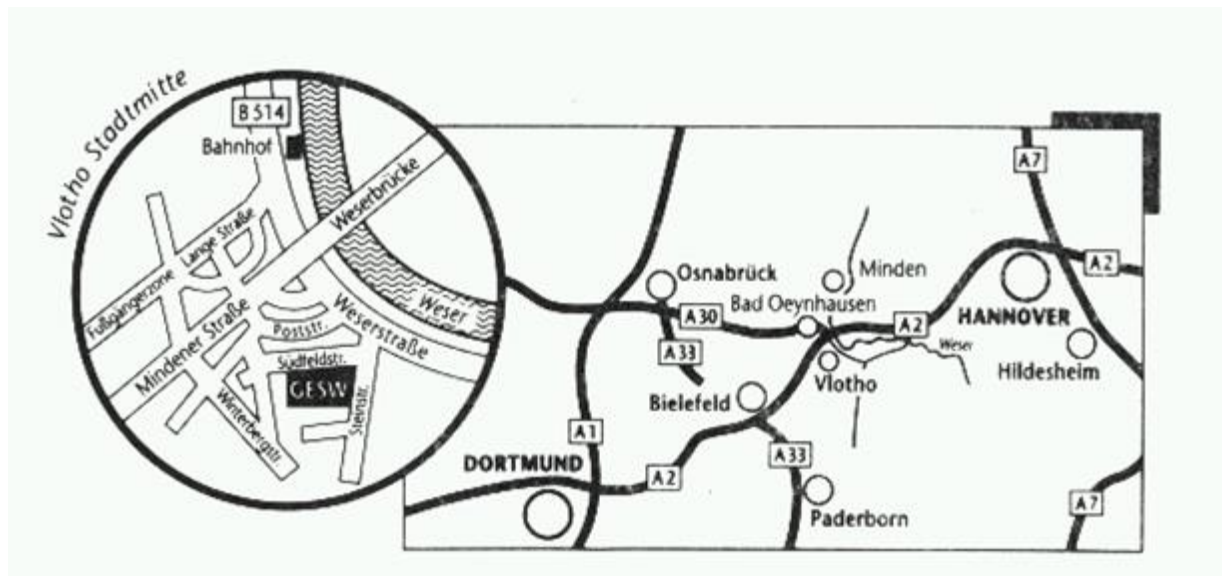 Vlotho Stadtmitte
B 514
Bahnhof
Weserbrücke
Lange Straße
Fußgängerzone
Mindener Straße
Weser
Weserstraße
Poststr.
Südfeldstr.
GESW
Steinstr.
Winterbergstr.
A7
A2
Osnabrück
Minden
Bad Oeynhausen
A30
A2
HANNOVER
A33
Weser
Vlotho
Hildesheim
Bielefeld
A1
A33
DORTMUND
A2
Paderborn
A7